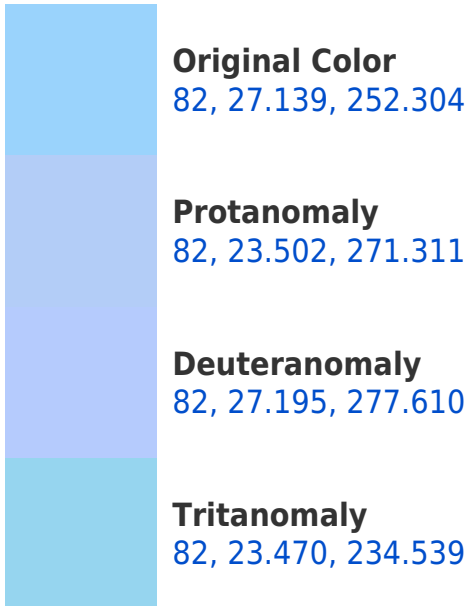 Original Color
82, 27.139, 252.304
Protanomaly
82, 23.502, 271.311
Deuteranomaly
82, 27.195, 277.610
Tritanomaly
82, 23.470, 234.539